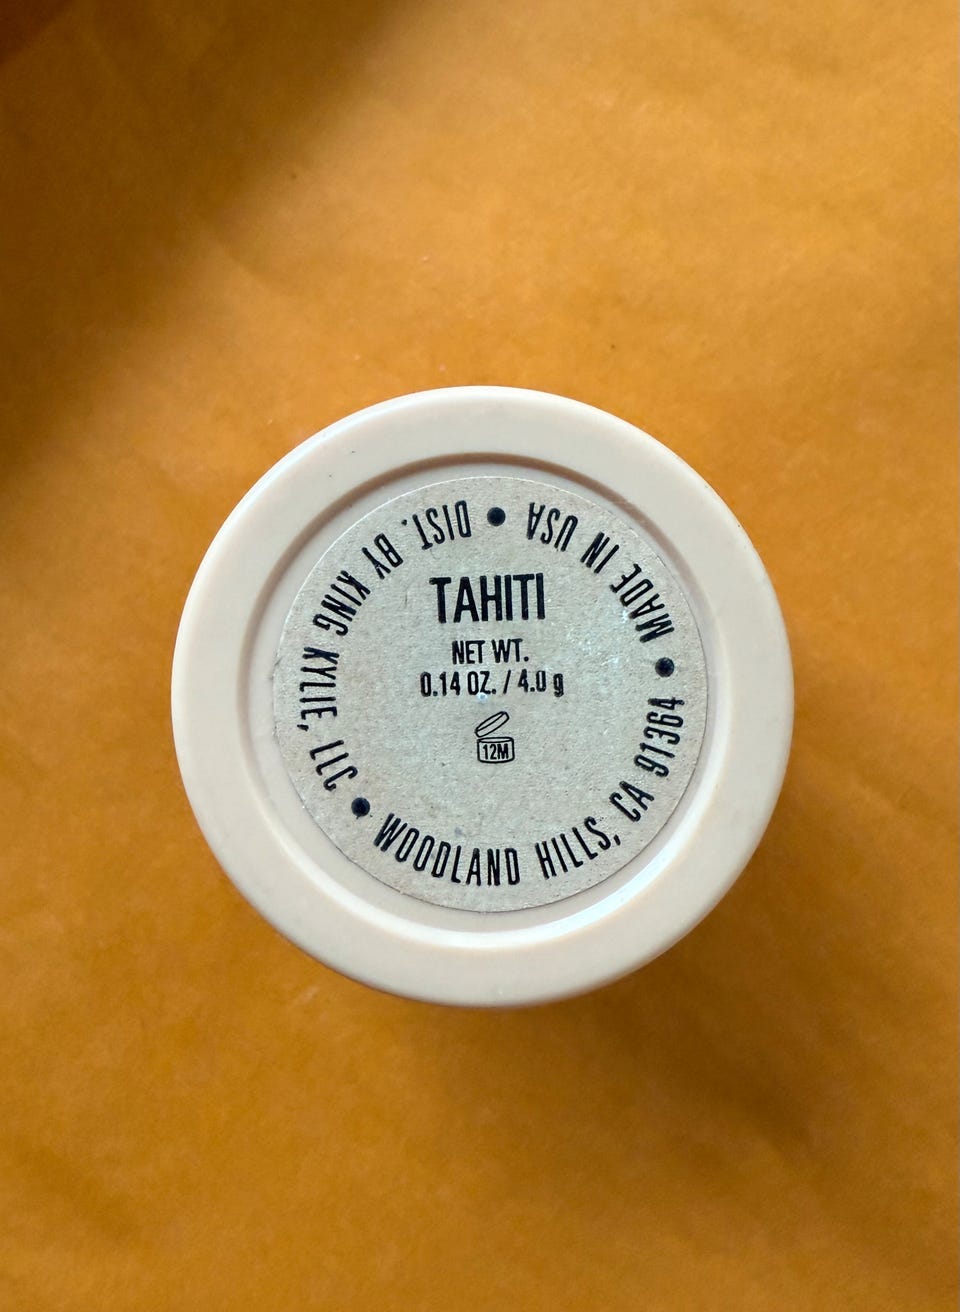 TAHITI
NET WT.
0.14 OZ. / 4.0 g
12M
DIST. BY KING KYLIE, LLC • WOODLAND HILLS, CA 91364 • MADE IN USA •